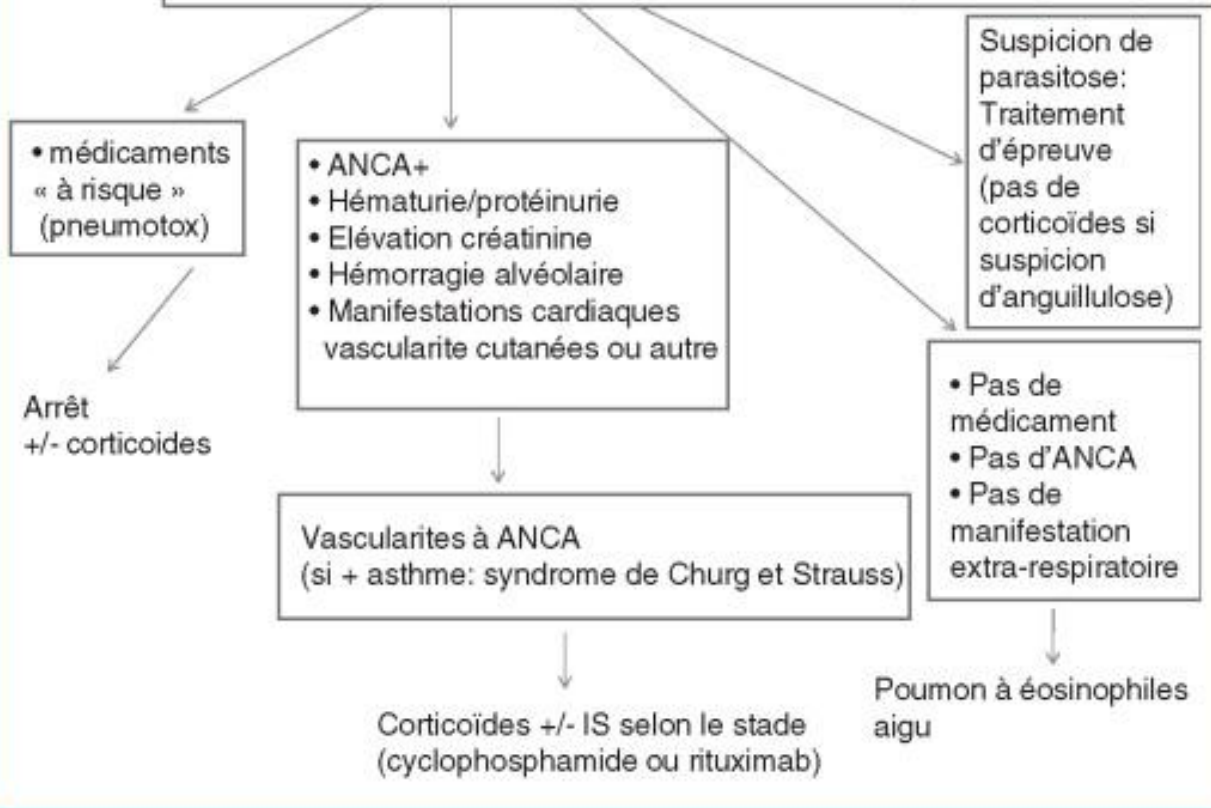 • médicaments
« à risque »
(pneumotox)
Arrêt
+/- corticoides
• ANCA+
• Hématurie/protéinurie
• Elévation créatinine
• Hémorragie alvéolaire
• Manifestations cardiaques
vascularite cutanées ou autre
Vascularites à ANCA
(si + asthme: syndrome de Churg et Strauss)
Corticoïdes +/- IS selon le stade
(cyclophosphamide ou rituximab)
Suspicion de
parasitose:
Traitement
d'épreuve
(pas de
corticoïdes si
suspicion
d'anguillulose)
• Pas de
médicament
• Pas d'ANCA
• Pas de
manifestation
extra-respiratoire
Poumon à éosinophiles
aigu